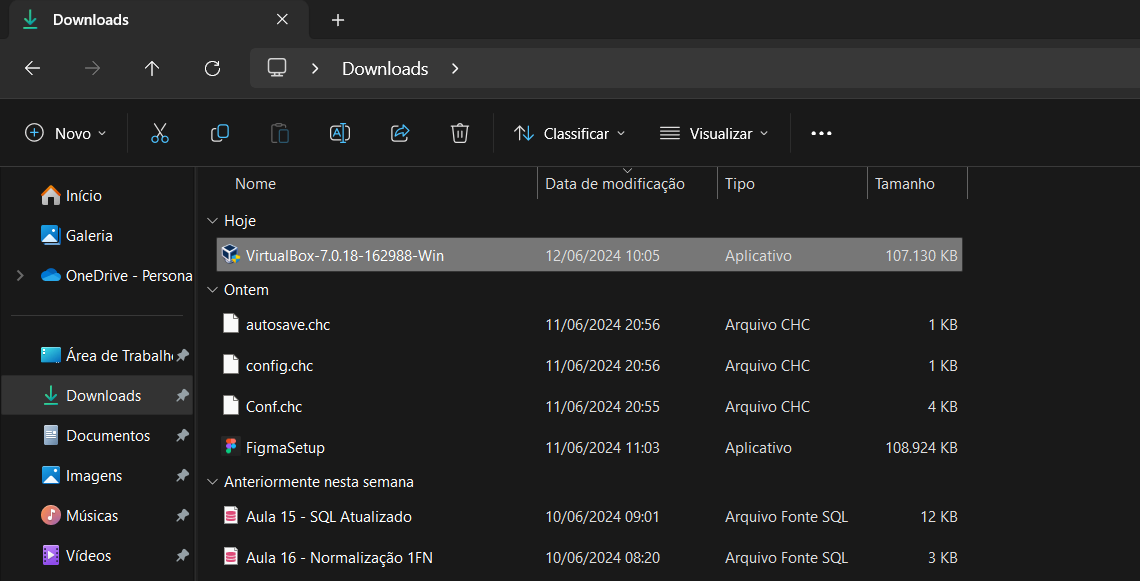 Downloads
Downloads
Novo Classificar Visualizar
Nome Data de modificação Tipo Tamanho
Início
Galeria
OneDrive - Persona
Área de Trabalh
Downloads
Documentos
Imagens
Músicas
Vídeos
Hoje
VirtualBox-7.0.18-162988-Win 12/06/2024 10:05 Aplicativo 107.130 KB
Ontem
autosave.chc 11/06/2024 20:56 Arquivo CHC 1 KB
config.chc 11/06/2024 20:56 Arquivo CHC 1 KB
Conf.chc 11/06/2024 20:55 Arquivo CHC 4 KB
FigmaSetup 11/06/2024 11:03 Aplicativo 108.924 KB
Anteriormente nesta semana
Aula 15 - SQL Atualizado 10/06/2024 09:01 Arquivo Fonte SQL 12 KB
Aula 16 - Normalização 1FN 10/06/2024 08:20 Arquivo Fonte SQL 3 KB